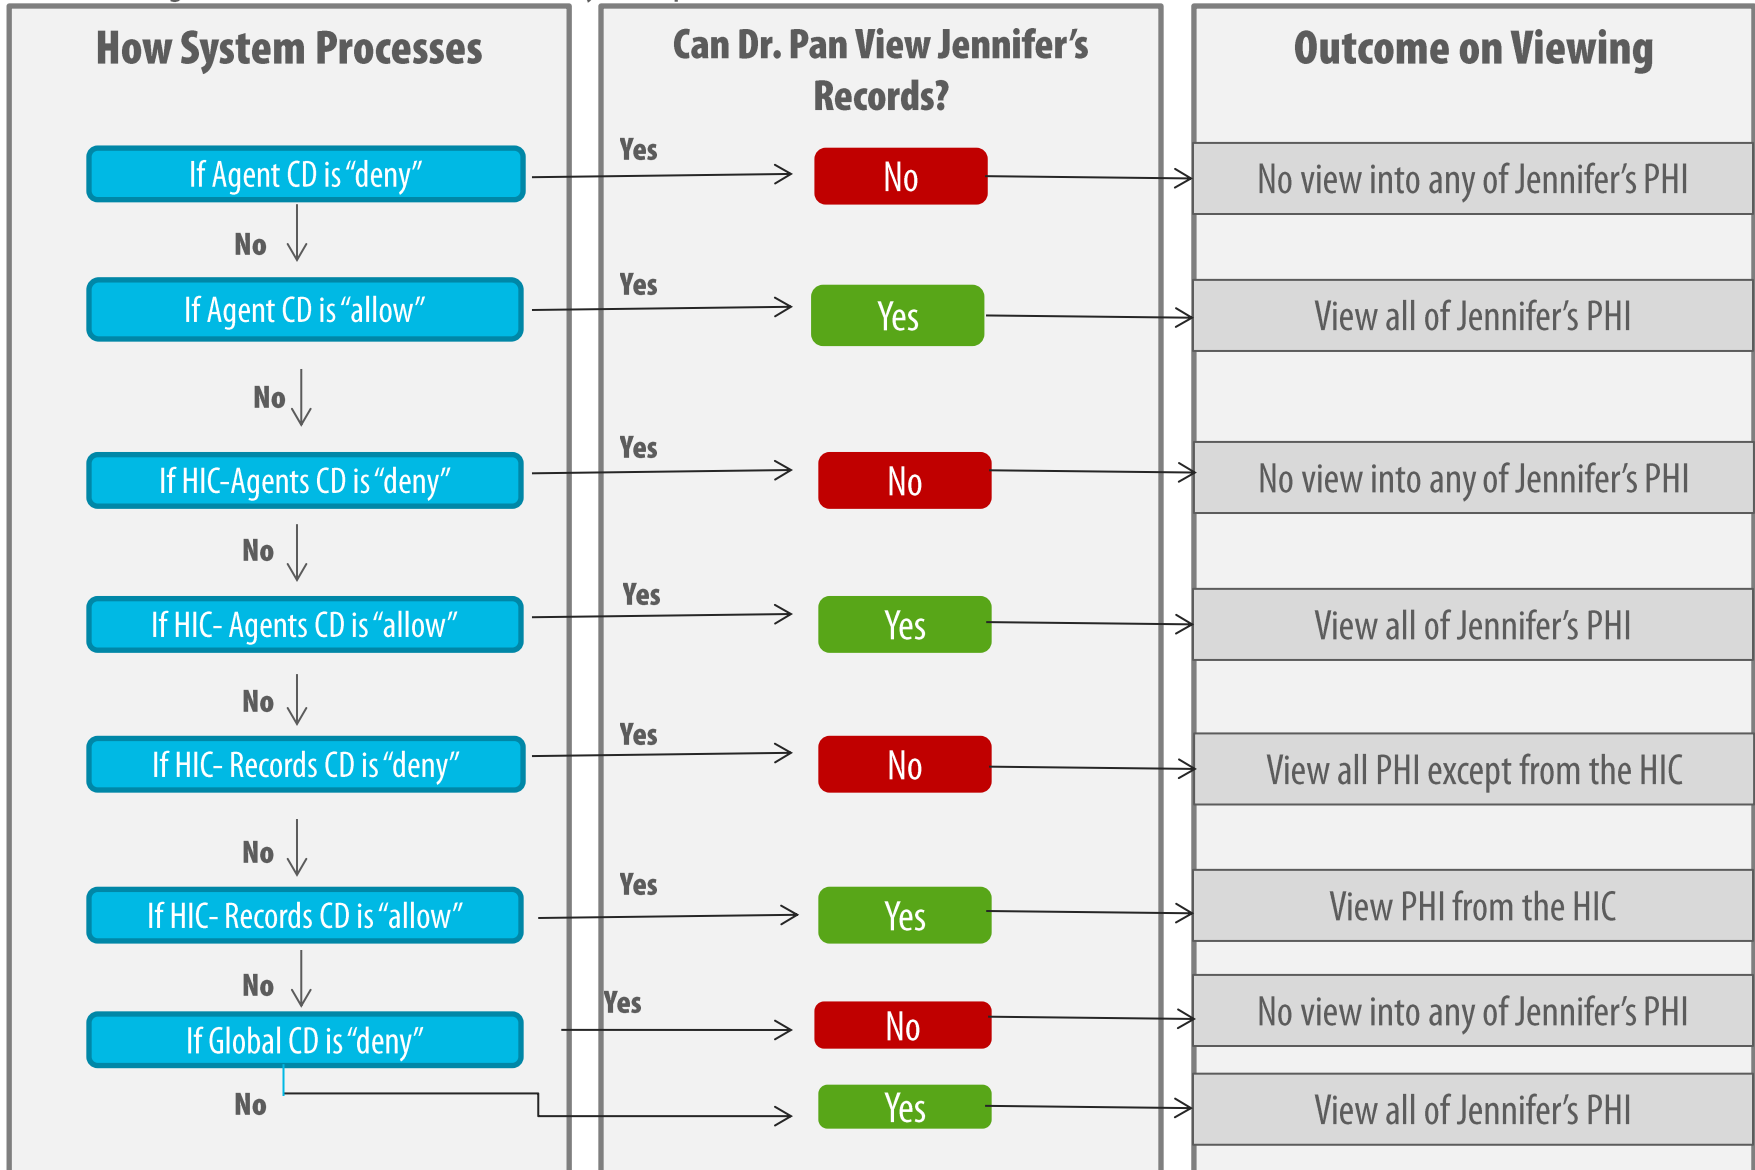 How System Processes
Can Dr. Pan View Jennifer’s
Records?
Outcome on Viewing
If Agent CD is “deny”
Yes
No
No view into any of Jennifer’s PHI
No
If Agent CD is “allow”
Yes
Yes
View all of Jennifer’s PHI
No
If HIC-Agents CD is “deny”
Yes
No
No view into any of Jennifer’s PHI
No
If HIC- Agents CD is “allow”
Yes
Yes
View all of Jennifer’s PHI
No
If HIC- Records CD is “deny”
Yes
No
View all PHI except from the HIC
No
If HIC- Records CD is “allow”
Yes
Yes
View PHI from the HIC
No
If Global CD is “deny”
Yes
No
No view into any of Jennifer’s PHI
No
Yes
View all of Jennifer’s PHI